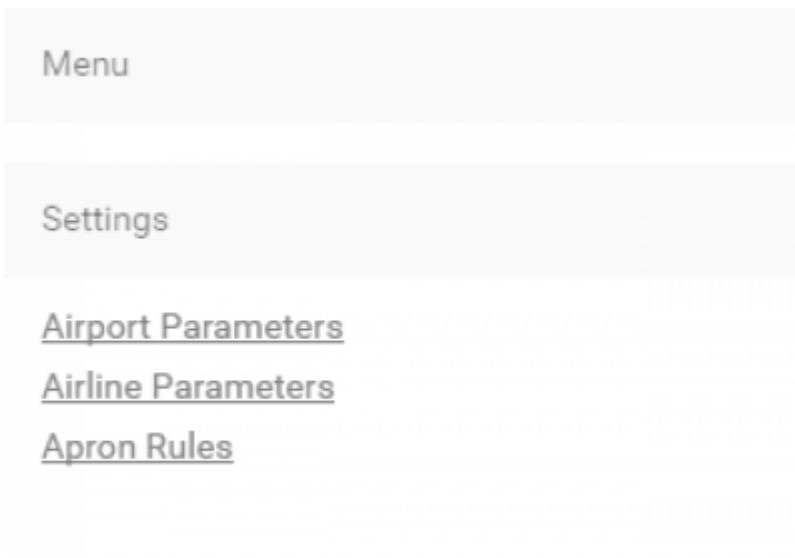 Menu
Settings
Airport Parameters
Airline Parameters
Apron Rules